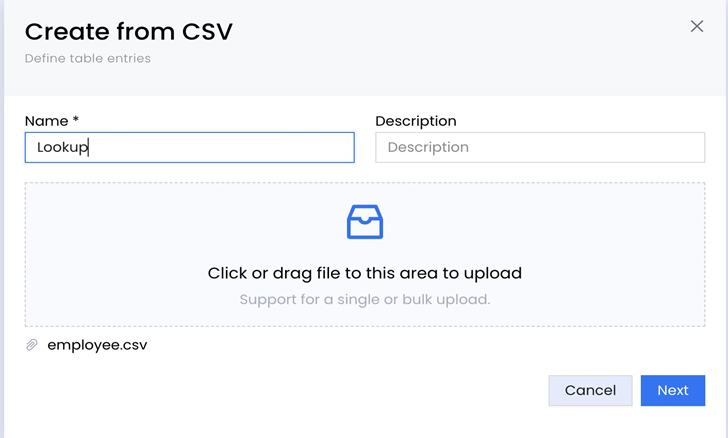 Create from CSV
Define table entries
Name *
Description
Lookup
Description
Click or drag file to this area to upload
Support for a single or bulk upload.
employee.csv
Cancel
Next